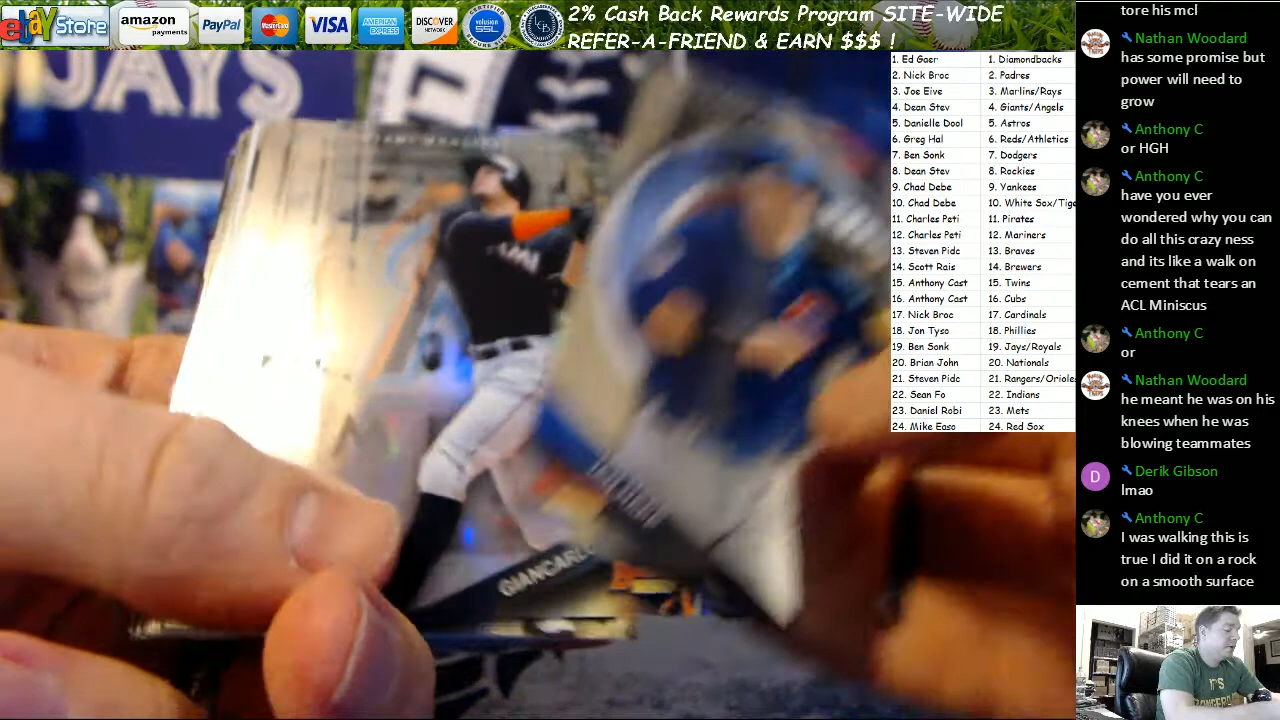 ebay Store
amazon
payments
PayPal
MasterCard
VISA
AMERICAN
EXPRESS
DISCOVER
NETWORK
volusion
SSL
2% Cash Back Rewards Program SITE-WIDE
REFER-A-FRIEND & EARN $$$ !
1. Ed Gaer 1. Diamondbacks
2. Nick Broc 2. Padres
3. Joe Eive 3. Marlins/Rays
4. Dean Stev 4. Giants/Angels
5. Danielle Dool 5. Astros
6. Greg Hal 6. Reds/Athletics
7. Ben Sonk 7. Dodgers
8. Dean Stev 8. Rockies
9. Chad Debe 9. Yankees
10. Chad Debe 10. White Sox/Tige
11. Charles Peti 11. Pirates
12. Charles Peti 12. Mariners
13. Steven Pidc 13. Braves
14. Scott Rais 14. Brewers
15. Anthony Cast 15. Twins
16. Anthony Cast 16. Cubs
17. Nick Broc 17. Cardinals
18. Jon Tyso 18. Phillies
19. Ben Sonk 19. Jays/Royals
20. Brian John 20. Nationals
21. Steven Pidc 21. Rangers/Oriole
22. Sean Fo 22. Indians
23. Daniel Robi 23. Mets
24. Mike Easo 24. Red Sox
tore his mcl
Nathan Woodard
has some promise but
power will need to
grow
Anthony C
or HGH
Anthony C
have you ever
wondered why you can
do all this crazy ness
and its like a walk on
cement that tears an
ACL Miniscus
Anthony C
or
Nathan Woodard
he meant he was on his
knees when he was
blowing teammates
D
Derik Gibson
lmao
Anthony C
I was walking this is
true I did it on a rock
on a smooth surface
JAYS
GIANCARLO
IT'S